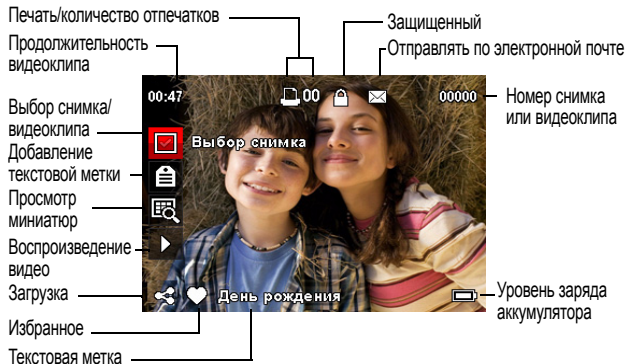 Печать/количество отпечатков
Продолжительность
видеоклипа
Защищенный
Отправлять по электронной почте
00:47
00
00000
Номер снимка
или видеоклипа
Выбор снимка/
видеоклипа
Выбор снимка
Добавление
текстовой метки
Просмотр
миниатюр
Воспроизведение
видео
Загрузка
День рождения
Уровень заряда
аккумулятора
Избранное
Текстовая метка